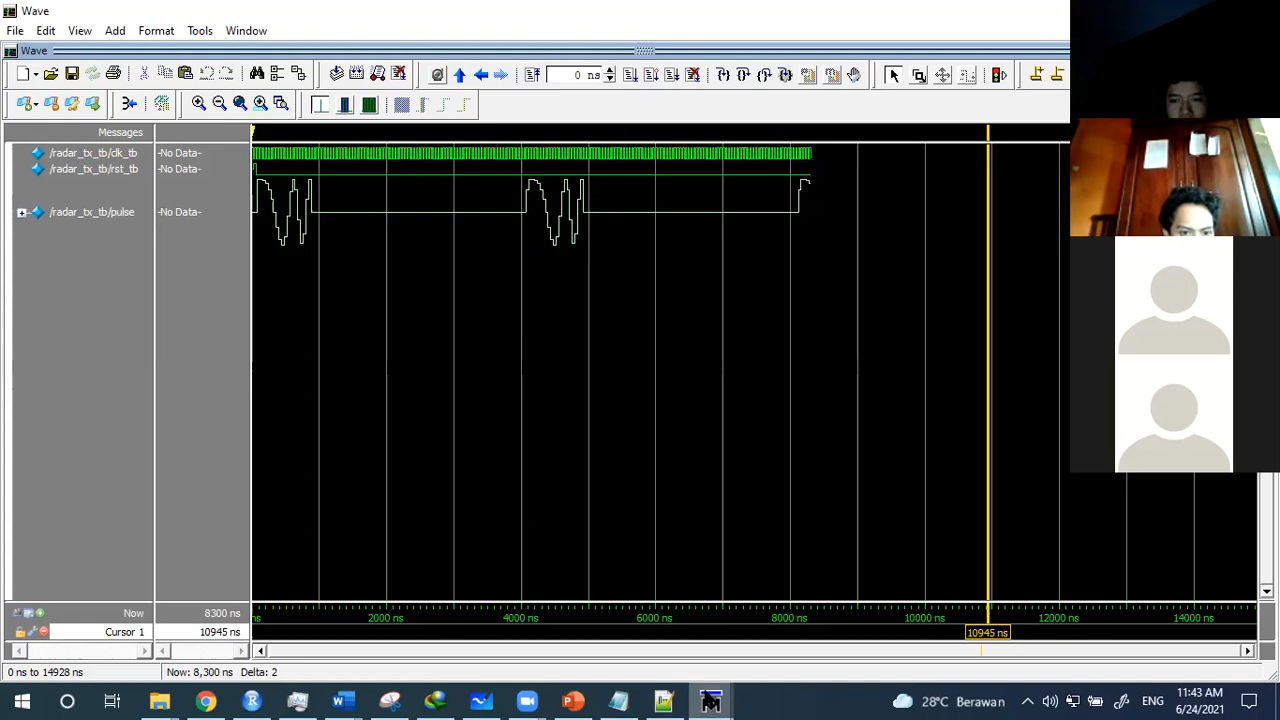 Wave
File Edit View Add Format Tools Window
Wave
0 ns
Messages
/radar_tx_tb/clk_tb -No Data-
/radar_tx_tb/rst_tb -No Data-
/radar_tx_tb/pulse -No Data-
Now 8300 ns ns 2000 ns 4000 ns 6000 ns 8000 ns 10000 ns 12000 ns 14000 ns
Cursor 1 10945 ns 10945 ns
0 ns to 14928 ns Now: 8,300 ns Delta: 2
28°C Berawan ENG 11:43 AM
6/24/2021